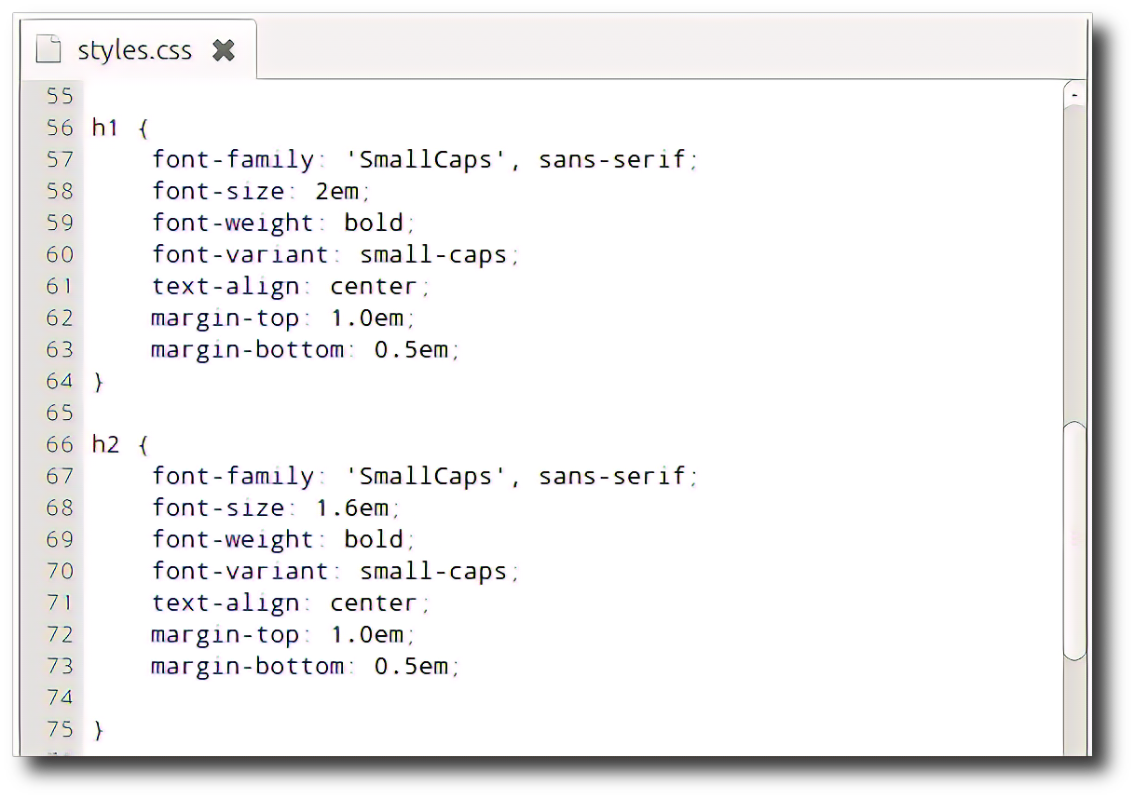 styles.css
55
56 h1 {
57 font-family: 'SmallCaps', sans-serif;
58 font-size: 2em;
59 font-weight: bold;
60 font-variant: small-caps;
61 text-align: center;
62 margin-top: 1.0em;
63 margin-bottom: 0.5em;
64 }
65
66 h2 {
67 font-family: 'SmallCaps', sans-serif;
68 font-size: 1.6em;
69 font-weight: bold;
70 font-variant: small-caps;
71 text-align: center;
72 margin-top: 1.0em;
73 margin-bottom: 0.5em;
74
75 }